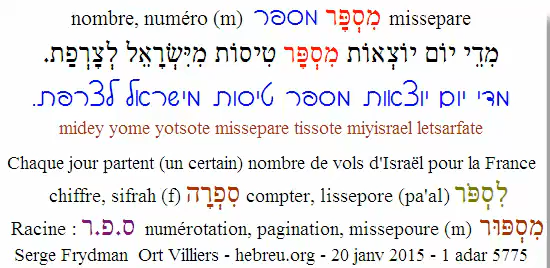 nombre, numéro (m) מספר מִסְפָּר missepare
מִדֵי יוֹם יוֹצְאוֹת מִסְפָּר טִיסוֹת מִיִּשְׂרָאֵל לְצָרְפַת.
מדי יום יוצאות מספר טיסות מישראל לצרפת.
midey yome yotsote missepare tissote miyisrael letsarfate
Chaque jour partent (un certain) nombre de vols d'Israël pour la France
chiffre, sifrah (f) סִפְרָה compter, lissepore (pa'al) לִסְפֹּר
Racine : ס.פ.ר numérotation, pagination, missepoure (m) מִסְפּוּר
Serge Frydman Ort Villiers - hebreu.org - 20 janv 2015 - 1 adar 5775